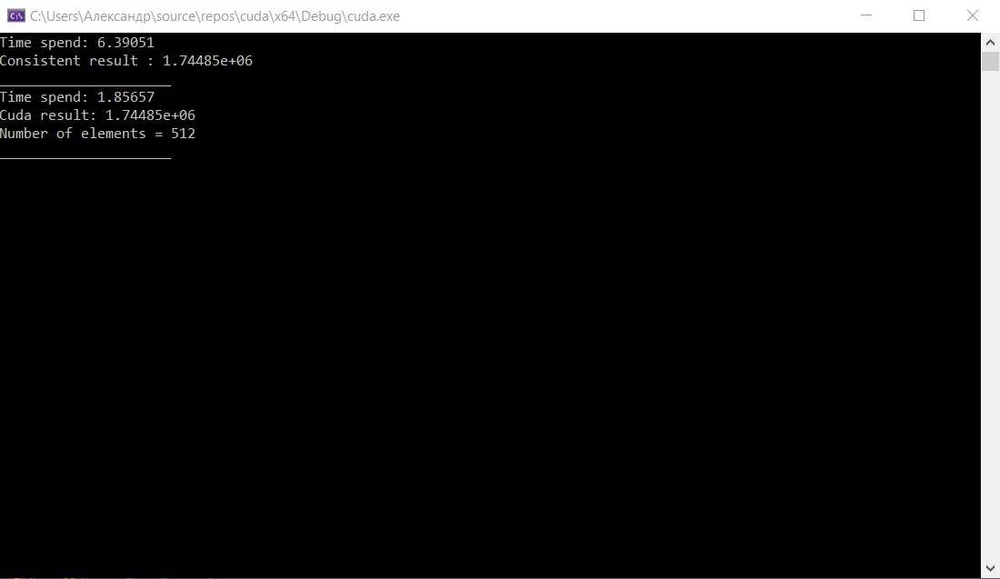 C:\Users\Александр\source\repos\cuda\x64\Debug\cuda.exe
Time spend: 6.39051
Consistent result : 1.74485e+06
_____________________
Time spend: 1.85657
Cuda result: 1.74485e+06
Number of elements = 512
_____________________